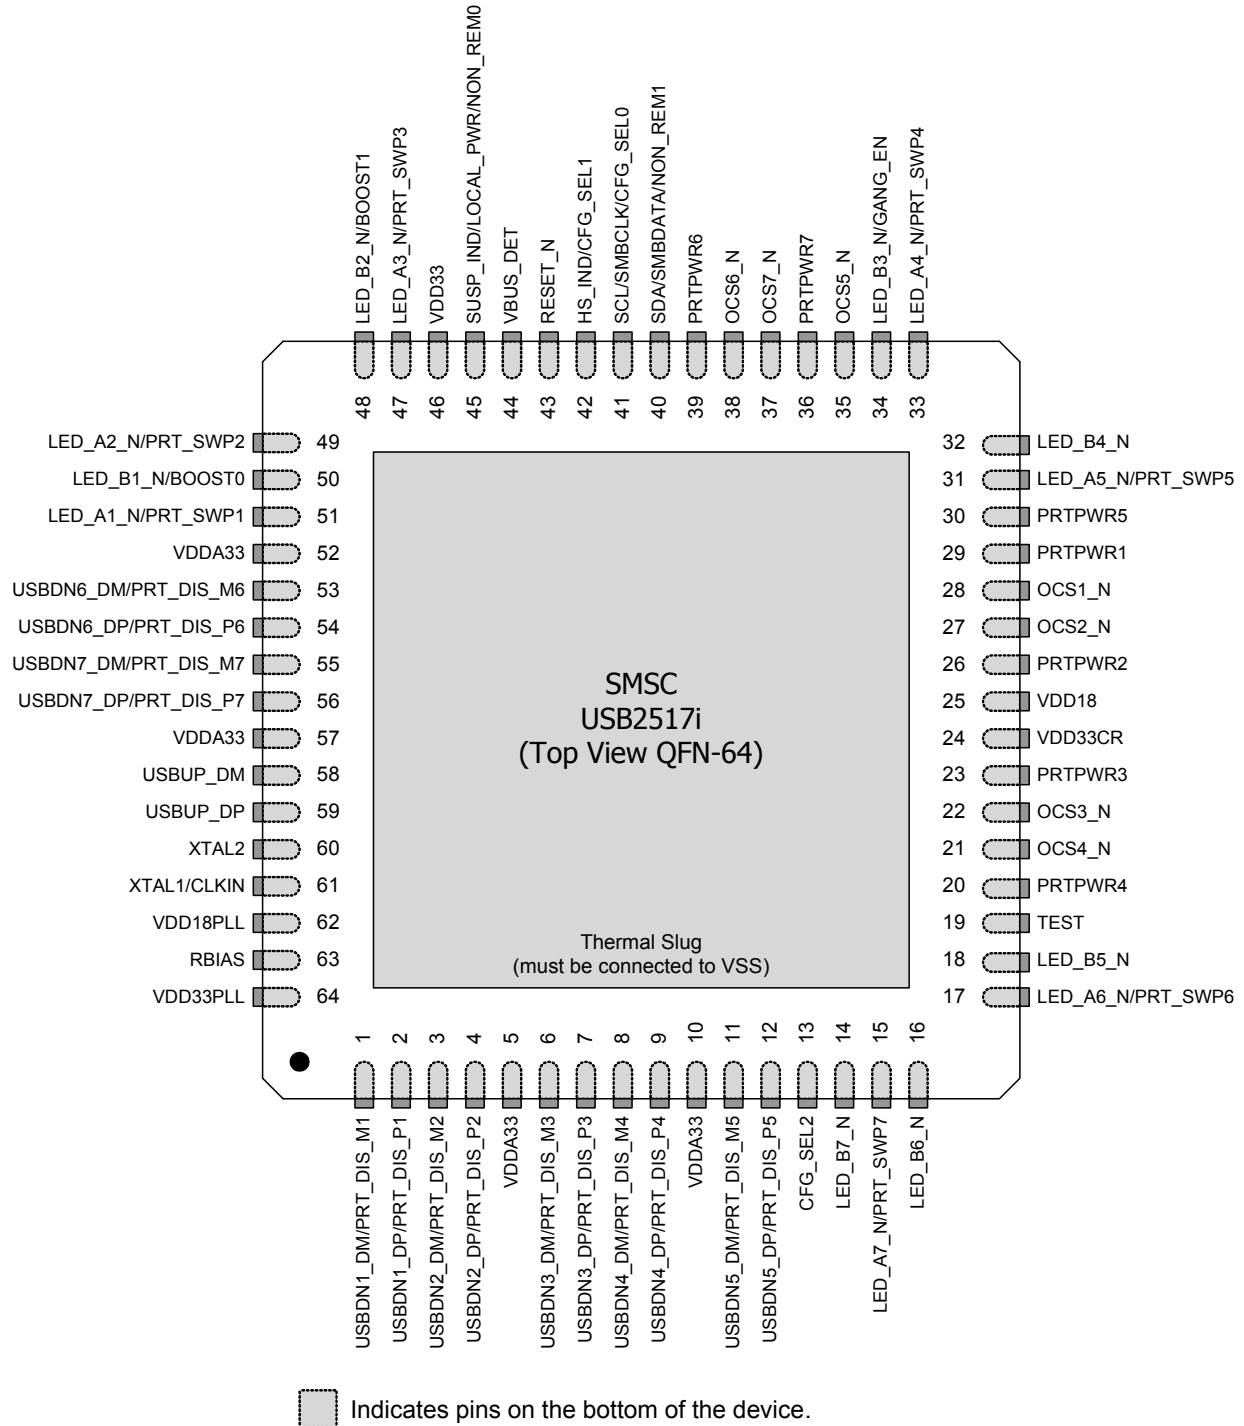 LED_B2_N/BOOST1
LED_A3_N/PRT_SWP3
VDD33
SUSP_IND/LOCAL_PWR/NON_REM0
VBUS_DET
RESET_N
HS_IND/CFG_SEL1
SCL/SMBCLK/CFG_SEL0
SDA/SMBDATA/NON_REM1
PRTPWR6
OCS6_N
OCS7_N
PRTPWR7
OCS5_N
LED_B3_N/GANG_EN
LED_A4_N/PRT_SWP4
48
47
46
45
44
43
42
41
40
39
38
37
36
35
34
33
LED_A2_N/PRT_SWP2 49
LED_B1_N/BOOST0 50
LED_A1_N/PRT_SWP1 51
VDDA33 52
USBDN6_DM/PRT_DIS_M6 53
USBDN6_DP/PRT_DIS_P6 54
USBDN7_DM/PRT_DIS_M7 55
USBDN7_DP/PRT_DIS_P7 56
VDDA33 57
USBUP_DM 58
USBUP_DP 59
XTAL2 60
XTAL1/CLKIN 61
VDD18PLL 62
RBIAS 63
VDD33PLL 64
SMSC
USB2517i
(Top View QFN-64)
Thermal Slug
(must be connected to VSS)
32 LED_B4_N
31 LED_A5_N/PRT_SWP5
30 PRTPWR5
29 PRTPWR1
28 OCS1_N
27 OCS2_N
26 PRTPWR2
25 VDD18
24 VDD33CR
23 PRTPWR3
22 OCS3_N
21 OCS4_N
20 PRTPWR4
19 TEST
18 LED_B5_N
17 LED_A6_N/PRT_SWP6
1
2
3
4
5
6
7
8
9
10
11
12
13
14
15
16
USBDN1_DM/PRT_DIS_M1
USBDN1_DP/PRT_DIS_P1
USBDN2_DM/PRT_DIS_M2
USBDN2_DP/PRT_DIS_P2
VDDA33
USBDN3_DM/PRT_DIS_M3
USBDN3_DP/PRT_DIS_P3
USBDN4_DM/PRT_DIS_M4
USBDN4_DP/PRT_DIS_P4
VDDA33
USBDN5_DM/PRT_DIS_M5
USBDN5_DP/PRT_DIS_P5
CFG_SEL2
LED_B7_N
LED_A7_N/PRT_SWP7
LED_B6_N
Indicates pins on the bottom of the device.